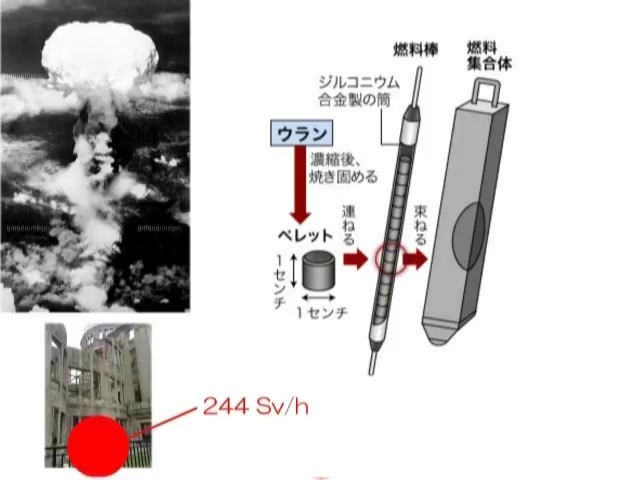 燃料棒
燃料
集合体
ジルコニウム
合金製の筒
ウラン
濃縮後、
焼き固める
連ねる
束ねる
ペレット
1センチ
1センチ
244 Sv/h